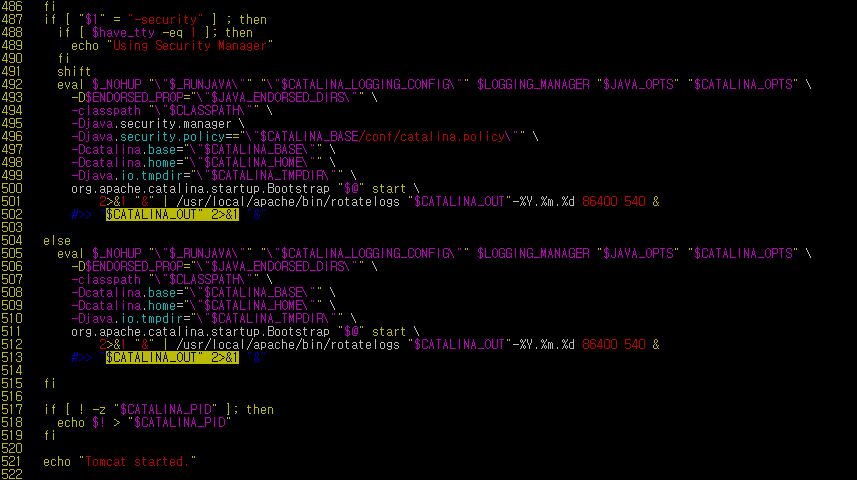 486 fi
487 if [ "$1" = "-security" ] ; then
488 if [ $have_tty -eq 1 ]; then
489 echo "Using Security Manager"
490 fi
491 shift
492 eval $_NOHUP "\"$_RUNJAVA\"" "\"$CATALINA_LOGGING_CONFIG\"" $LOGGING_MANAGER "$JAVA_OPTS" "$CATALINA_OPTS" \
493 -D$ENDORSED_PROP="\"$JAVA_ENDORSED_DIRS\"" \
494 -classpath "\"$CLASSPATH\"" \
495 -Djava.security.manager \
496 -Djava.security.policy=="\"$CATALINA_BASE/conf/catalina.policy\"" \
497 -Dcatalina.base="\"$CATALINA_BASE\"" \
498 -Dcatalina.home="\"$CATALINA_HOME\"" \
499 -Djava.io.tmpdir="\"$CATALINA_TMPDIR\"" \
500 org.apache.catalina.startup.Bootstrap "$@" start \
501 2>&1 "&" | /usr/local/apache/bin/rotatelogs "$CATALINA_OUT"-%Y.%m.%d 86400 540 &
502 #>> "$CATALINA_OUT" 2>&1 "&"
503
504 else
505 eval $_NOHUP "\"$_RUNJAVA\"" "\"$CATALINA_LOGGING_CONFIG\"" $LOGGING_MANAGER "$JAVA_OPTS" "$CATALINA_OPTS" \
506 -D$ENDORSED_PROP="\"$JAVA_ENDORSED_DIRS\"" \
507 -classpath "\"$CLASSPATH\"" \
508 -Dcatalina.base="\"$CATALINA_BASE\"" \
509 -Dcatalina.home="\"$CATALINA_HOME\"" \
510 -Djava.io.tmpdir="\"$CATALINA_TMPDIR\"" \
511 org.apache.catalina.startup.Bootstrap "$@" start \
512 2>&1 "&" | /usr/local/apache/bin/rotatelogs "$CATALINA_OUT"-%Y.%m.%d 86400 540 &
513 #>> "$CATALINA_OUT" 2>&1 "&"
514
515 fi
516
517 if [ ! -z "$CATALINA_PID" ]; then
518 echo $! > "$CATALINA_PID"
519 fi
520
521 echo "Tomcat started."
522